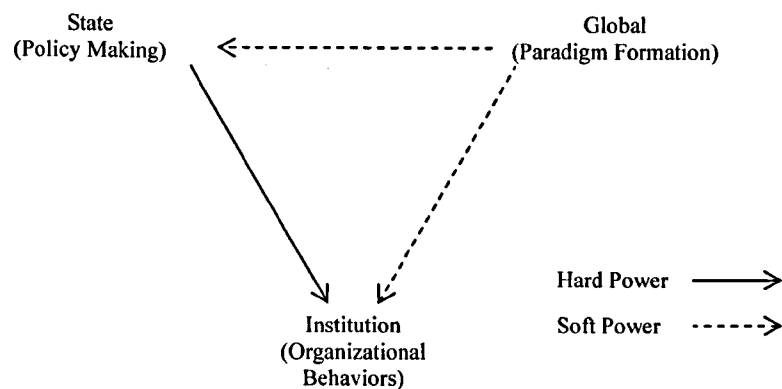 State
(Policy Making)
Global
(Paradigm Formation)
Hard Power
Soft Power
Institution
(Organizational
Behaviors)